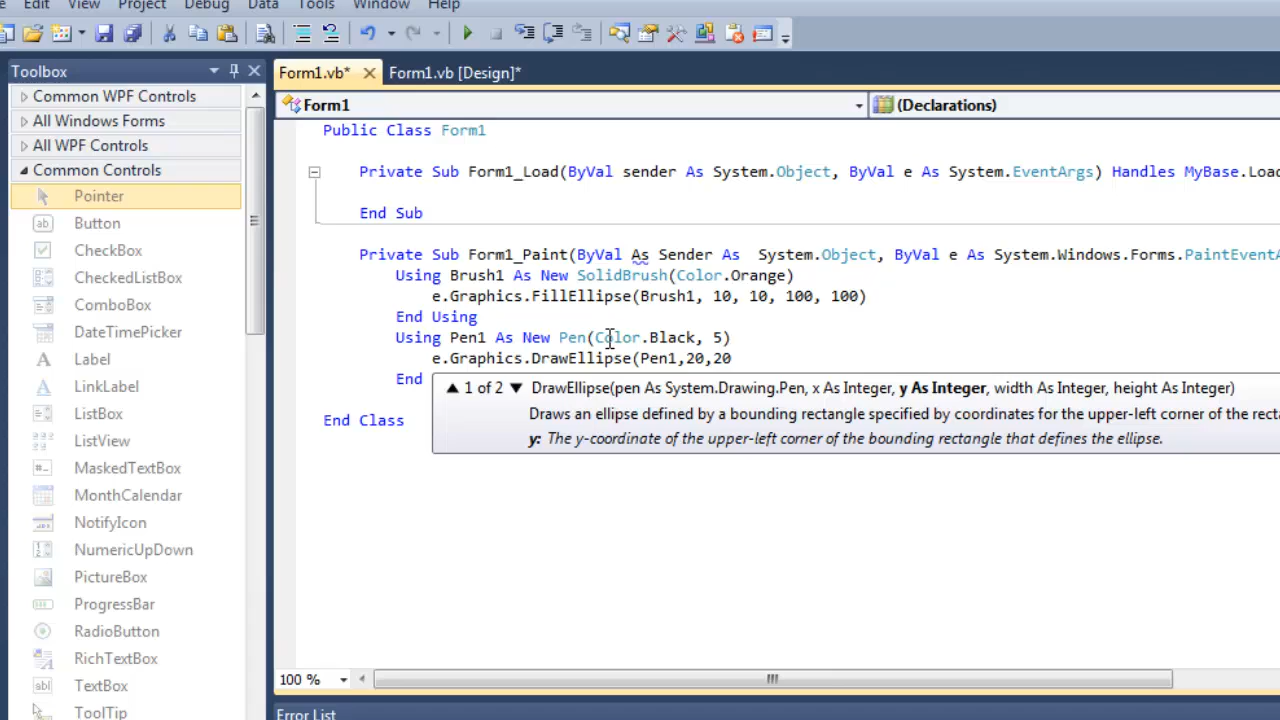 Edit View Project Debug Data Tools Window Help
Toolbox
Form1.vb* Form1.vb [Design]*
Common WPF Controls
All Windows Forms
All WPF Controls
Common Controls
Pointer
Button
CheckBox
CheckedListBox
ComboBox
DateTimePicker
Label
LinkLabel
ListBox
ListView
MaskedTextBox
MonthCalendar
NotifyIcon
NumericUpDown
PictureBox
ProgressBar
RadioButton
RichTextBox
TextBox
ToolTip
Form1 (Declarations)
Public Class Form1
Private Sub Form1_Load(ByVal sender As System.Object, ByVal e As System.EventArgs) Handles MyBase.Load
End Sub
Private Sub Form1_Paint(ByVal As Sender As System.Object, ByVal e As System.Windows.Forms.PaintEventA
Using Brush1 As New SolidBrush(Color.Orange)
e.Graphics.FillEllipse(Brush1, 10, 10, 100, 100)
End Using
Using Pen1 As New Pen(Color.Black, 5)
e.Graphics.DrawEllipse(Pen1,20,20
End
1 of 2 DrawEllipse(pen As System.Drawing.Pen, x As Integer, y As Integer, width As Integer, height As Integer)
Draws an ellipse defined by a bounding rectangle specified by coordinates for the upper-left corner of the recta
y: The y-coordinate of the upper-left corner of the bounding rectangle that defines the ellipse.
End Class
100 %
Error List